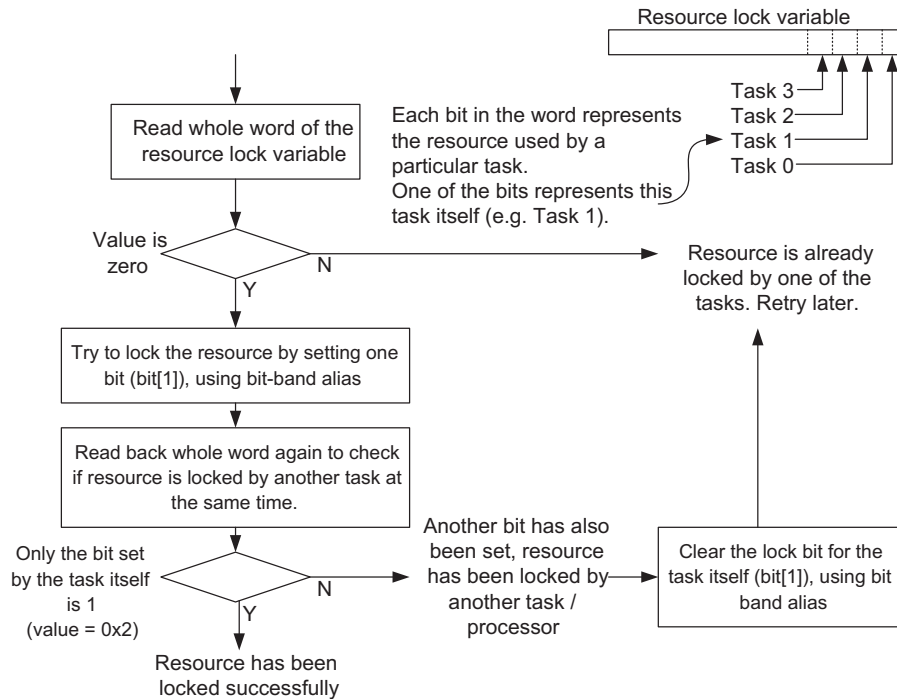 Resource lock variable
Task 3
Task 2
Task 1
Task 0
Each bit in the word represents
the resource used by a
particular task.
One of the bits represents this
task itself (e.g. Task 1).
Read whole word of the
resource lock variable
Value is
zero
N
Y
Resource is already
locked by one of the
tasks. Retry later.
Try to lock the resource by setting one
bit (bit[1]), using bit-band alias
Read back whole word again to check
if resource is locked by another task at
the same time.
Only the bit set
by the task itself
is 1
(value = 0x2)
N
Y
Another bit has also
been set, resource
has been locked by
another task /
processor
Clear the lock bit for the
task itself (bit[1]), using bit
band alias
Resource has been
locked successfully